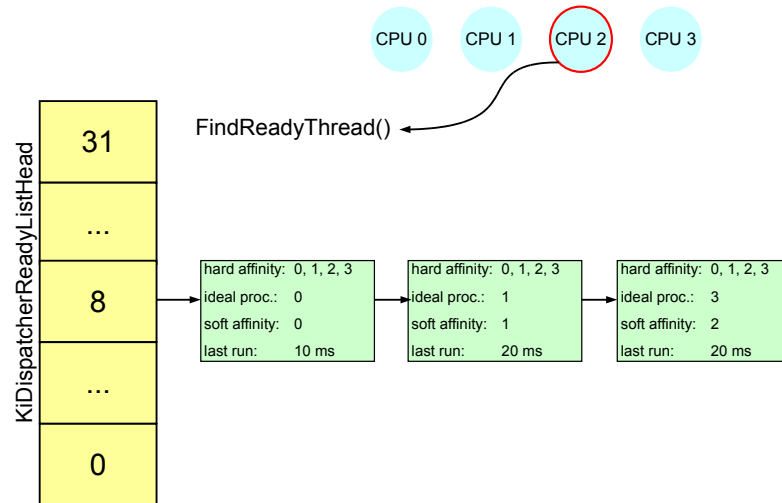 CPU 0 CPU 1 CPU 2 CPU 3
FindReadyThread()
KiDispatcherReadyListHead
31
...
8
...
0
hard affinity: 0, 1, 2, 3
ideal proc.: 0
soft affinity: 0
last run: 10 ms
hard affinity: 0, 1, 2, 3
ideal proc.: 1
soft affinity: 1
last run: 20 ms
hard affinity: 0, 1, 2, 3
ideal proc.: 3
soft affinity: 2
last run: 20 ms